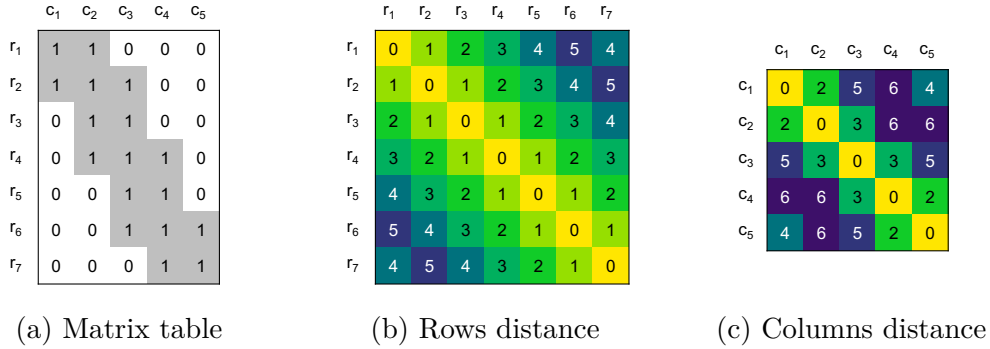 c1 c2 c3 c4 c5
r1 1 1 0 0 0
r2 1 1 1 0 0
r3 0 1 1 0 0
r4 0 1 1 1 0
r5 0 0 1 1 0
r6 0 0 1 1 1
r7 0 0 0 1 1
(a) Matrix table
r1 r2 r3 r4 r5 r6 r7
r1 0 1 2 3 4 5 4
r2 1 0 1 2 3 4 5
r3 2 1 0 1 2 3 4
r4 3 2 1 0 1 2 3
r5 4 3 2 1 0 1 2
r6 5 4 3 2 1 0 1
r7 4 5 4 3 2 1 0
(b) Rows distance
c1 c2 c3 c4 c5
c1 0 2 5 6 4
c2 2 0 3 6 6
c3 5 3 0 3 5
c4 6 6 3 0 2
c5 4 6 5 2 0
(c) Columns distance